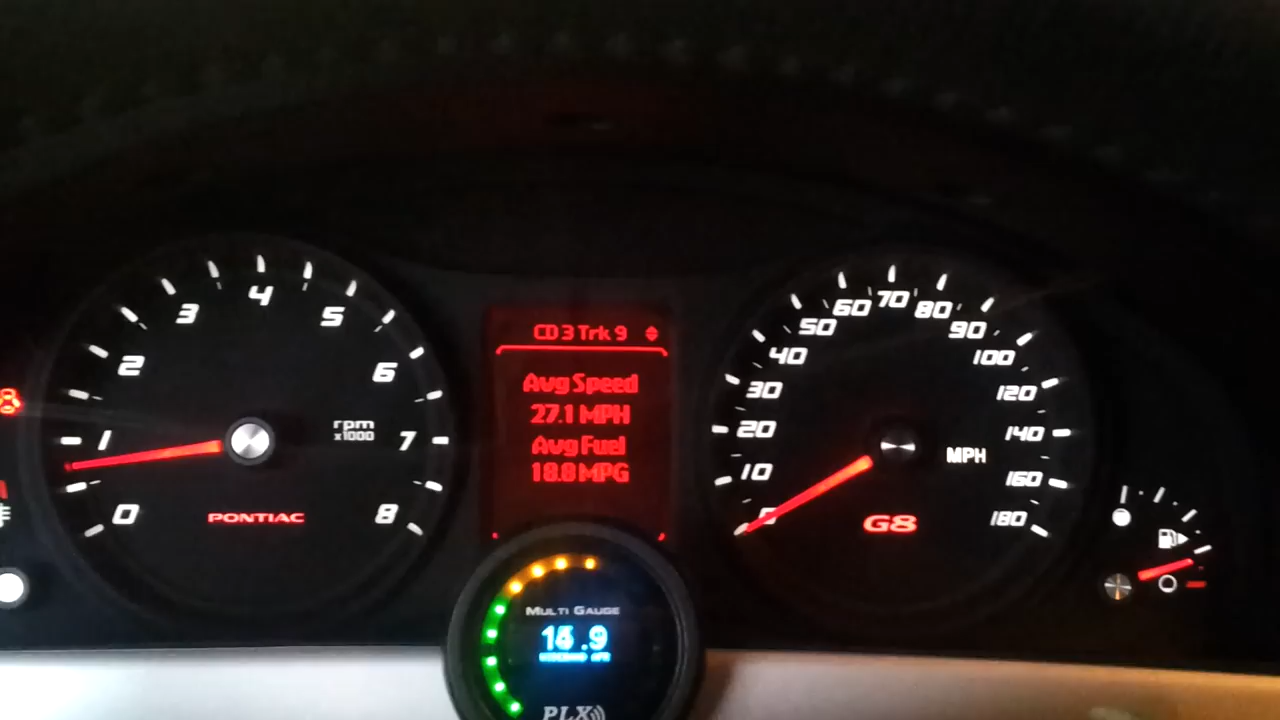 0
1
2
3
4
5
6
7
8
rpm
x1000
PONTIAC
CD 3 Trk 9
Avg Speed
27.1 MPH
Avg Fuel
18.8 MPG
0
10
20
30
40
50
60
70
80
90
100
120
140
160
180
MPH
G8
MULTI GAUGE
WIDEBAND AFR
PLX